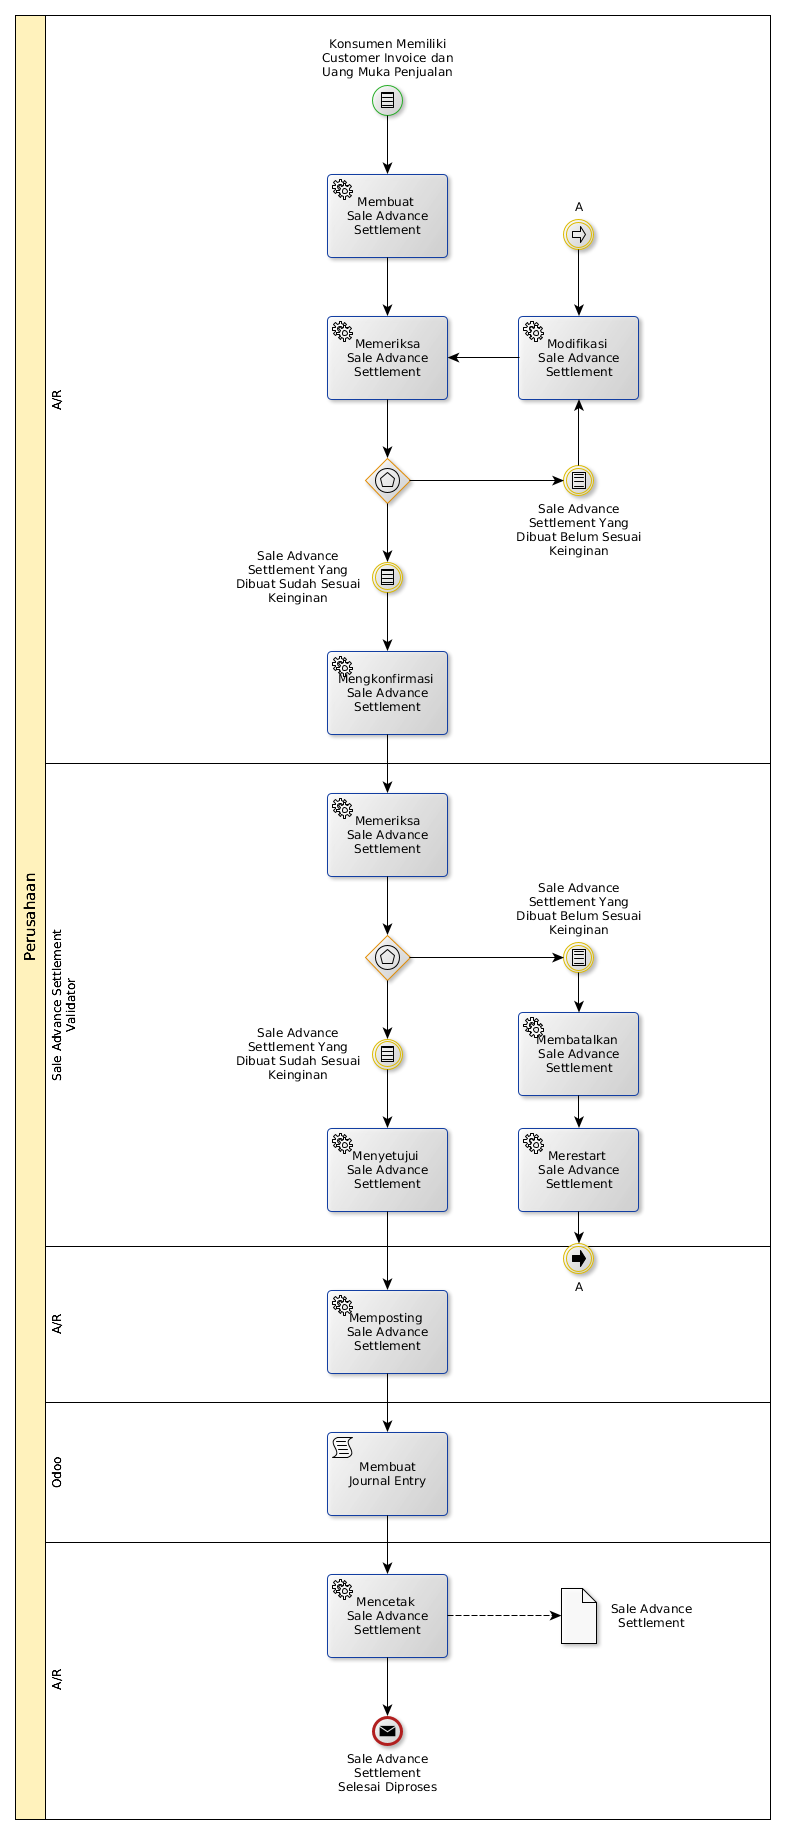 Perusahaan
A/R
Konsumen Memiliki
Customer Invoice dan
Uang Muka Penjualan
Membuat
Sale Advance
Settlement
A
Memeriksa
Sale Advance
Settlement
Modifikasi
Sale Advance
Settlement
Sale Advance
Settlement Yang
Dibuat Belum Sesuai
Keinginan
Sale Advance
Settlement Yang
Dibuat Sudah Sesuai
Keinginan
Mengkonfirmasi
Sale Advance
Settlement
Sale Advance Settlement
Validator
Memeriksa
Sale Advance
Settlement
Sale Advance
Settlement Yang
Dibuat Belum Sesuai
Keinginan
Sale Advance
Settlement Yang
Dibuat Sudah Sesuai
Keinginan
Membatalkan
Sale Advance
Settlement
Menyetujui
Sale Advance
Settlement
Merestart
Sale Advance
Settlement
A
A/R
Memposting
Sale Advance
Settlement
Odoo
Membuat
Journal Entry
A/R
Mencetak
Sale Advance
Settlement
Sale Advance
Settlement
Sale Advance
Settlement
Selesai Diproses